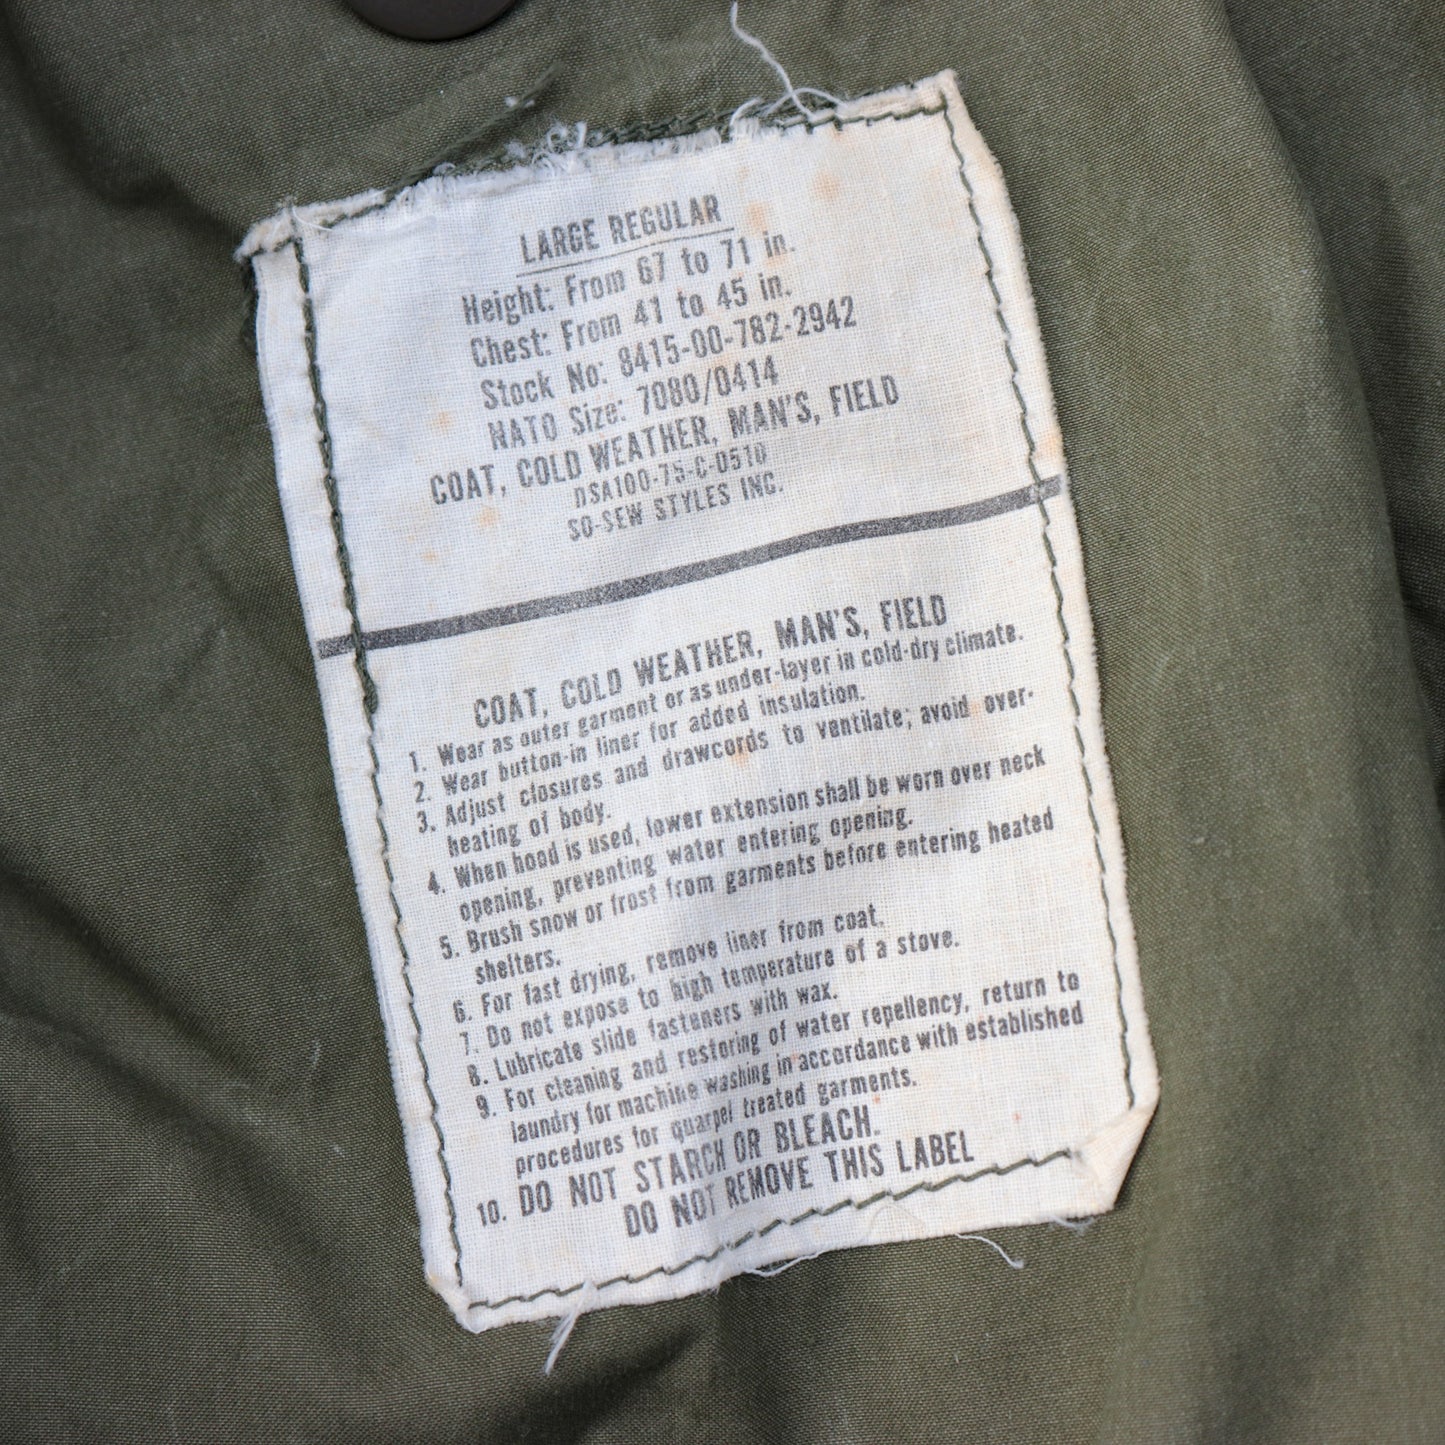 LARGE REGULAR
Height: From 67 to 71 in.
Chest: From 41 to 45 in.
Stock No: 8415-00-782-2942
NATO Size: 7080/0414
COAT, COLD WEATHER, MAN'S, FIELD
DSA100-75-C-0510
SO-SEW STYLES INC.
COAT, COLD WEATHER, MAN'S, FIELD
1. Wear as outer garment or as under-layer in cold-dry climate.
2. Wear button-in liner for added insulation.
3. Adjust closures and drawcords to ventilate; avoid over-
heating of body.
4. When hood is used, lower extension shall be worn over neck
opening, preventing water entering opening.
5. Brush snow or frost from garments before entering heated
shelters.
6. For fast drying, remove liner from coat.
7. Do not expose to high temperature of a stove.
8. Lubricate slide fasteners with wax.
9. For cleaning and restoring of water repellency, return to
laundry for machine washing in accordance with established
procedures for quarpel treated garments.
10. DO NOT STARCH OR BLEACH.
DO NOT REMOVE THIS LABEL